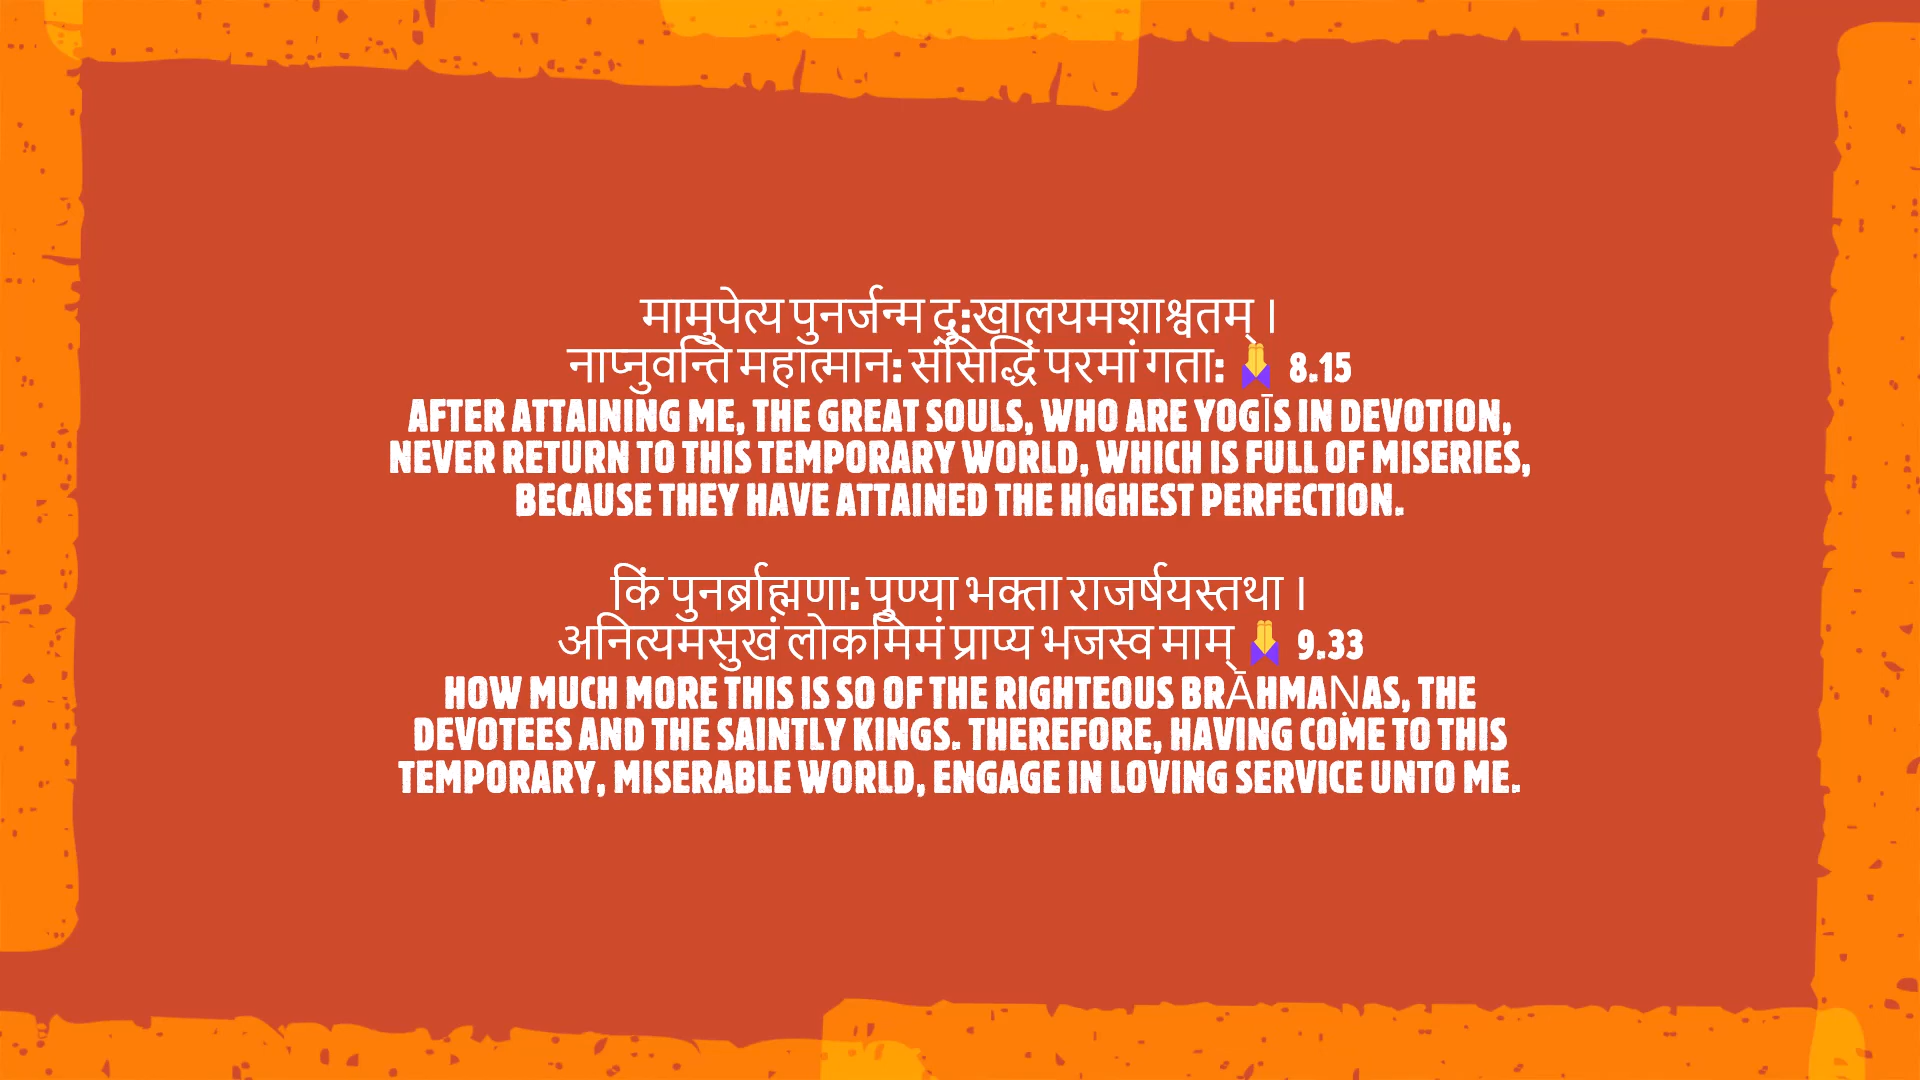 मामुपेत्य पुनर्जन्म दु:खालयमशाश्वतम् ।
नाप्नुवन्ति महात्मान: संसिद्धिं परमां गता: 🙏 8.15
AFTER ATTAINING ME, THE GREAT SOULS, WHO ARE YOGĪS IN DEVOTION,
NEVER RETURN TO THIS TEMPORARY WORLD, WHICH IS FULL OF MISERIES,
BECAUSE THEY HAVE ATTAINED THE HIGHEST PERFECTION.
किं पुनर्ब्राह्मणा: पुण्या भक्ता राजर्षयस्तथा ।
अनित्यमसुखं लोकमिमं प्राप्य भजस्व माम् 🙏 9.33
HOW MUCH MORE THIS IS SO OF THE RIGHTEOUS BRĀHMAṆAS, THE
DEVOTEES AND THE SAINTLY KINGS. THEREFORE, HAVING COME TO THIS
TEMPORARY, MISERABLE WORLD, ENGAGE IN LOVING SERVICE UNTO ME.